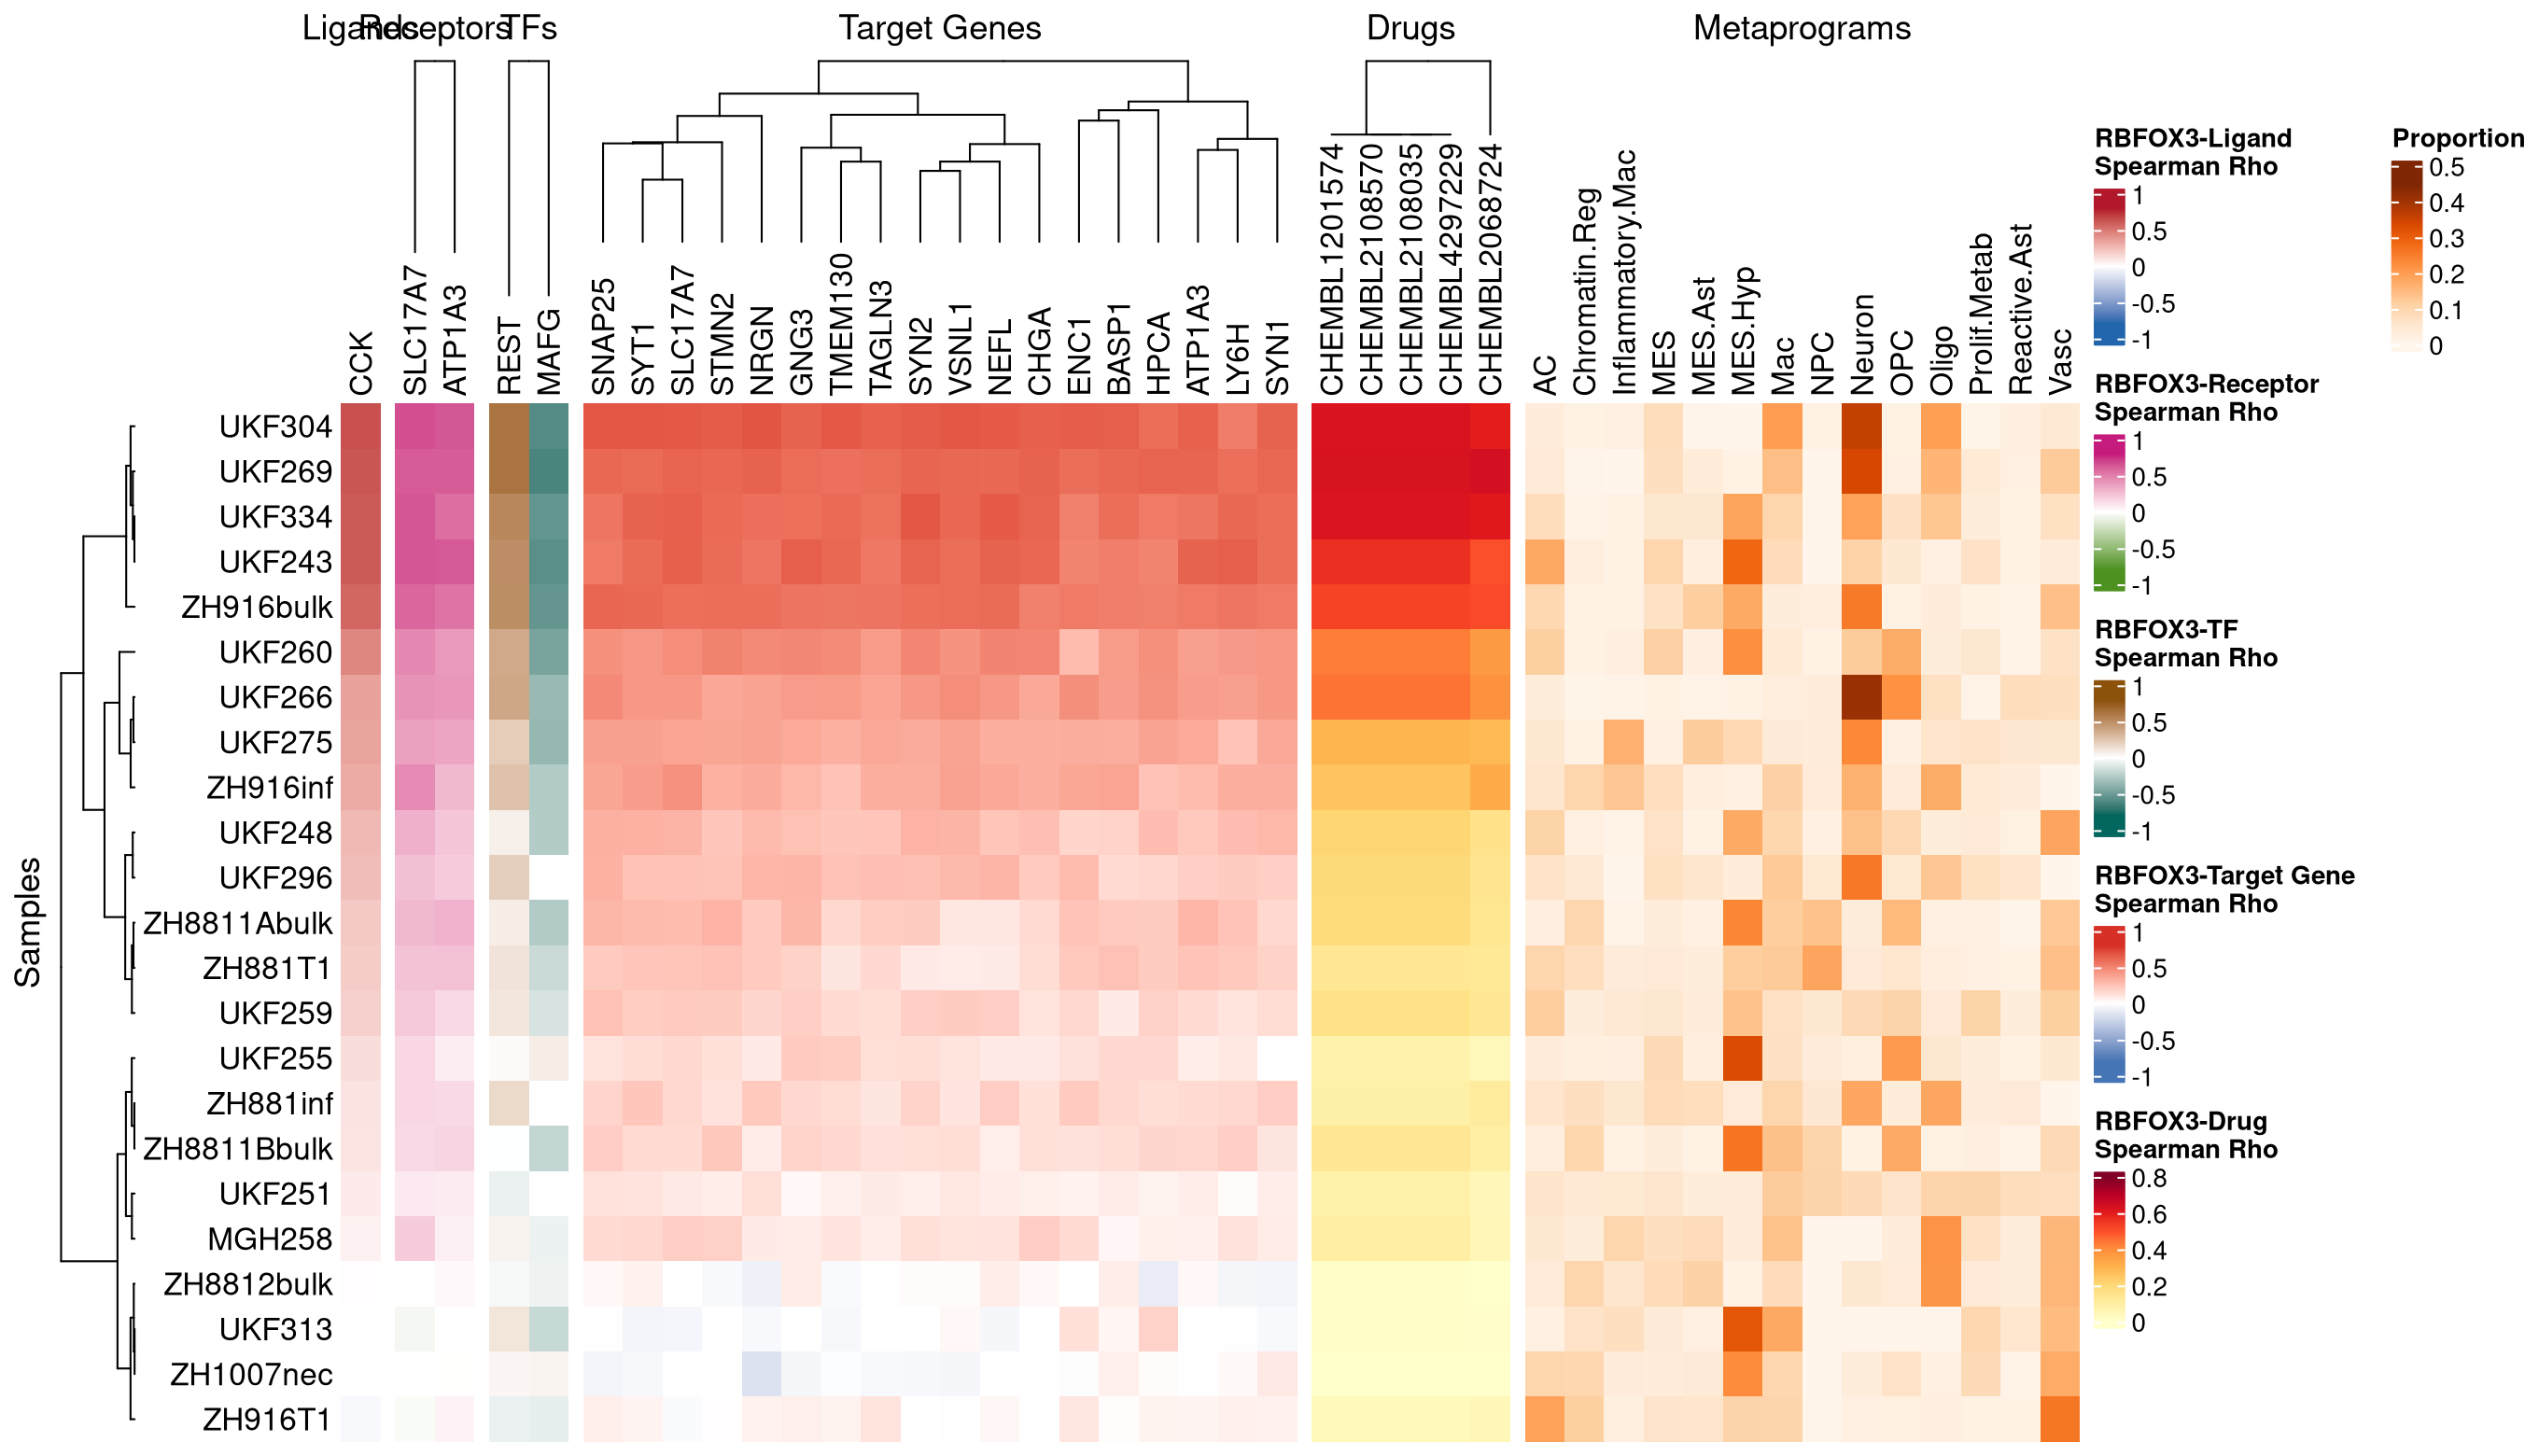 Ligands Receptors TFs Target Genes Drugs Metaprograms
CCK
SLC17A7
ATP1A3
REST
MAFG
SNAP25
SYT1
SLC17A7
STMN2
NRGN
GNG3
TMEM130
TAGLN3
SYN2
VSNL1
NEFL
CHGA
ENC1
BASP1
HPCA
ATP1A3
LY6H
SYN1
CHEMBL1201574
CHEMBL2108570
CHEMBL2108035
CHEMBL4297229
CHEMBL2068724
AC
Chromatin.Reg
Inflammatory.Mac
MES
MES.Ast
MES.Hyp
Mac
NPC
Neuron
OPC
Oligo
Prolif.Metab
Reactive.Ast
Vasc
Samples
UKF304
UKF269
UKF334
UKF243
ZH916bulk
UKF260
UKF266
UKF275
ZH916inf
UKF248
UKF296
ZH8811Abulk
ZH881T1
UKF259
UKF255
ZH881inf
ZH8811Bbulk
UKF251
MGH258
ZH8812bulk
UKF313
ZH1007nec
ZH916T1
RBFOX3-Ligand
Spearman Rho
1
0.5
0
-0.5
-1
RBFOX3-Receptor
Spearman Rho
1
0.5
0
-0.5
-1
RBFOX3-TF
Spearman Rho
1
0.5
0
-0.5
-1
RBFOX3-Target Gene
Spearman Rho
1
0.5
0
-0.5
-1
RBFOX3-Drug
Spearman Rho
0.8
0.6
0.4
0.2
0
Proportion
0.5
0.4
0.3
0.2
0.1
0